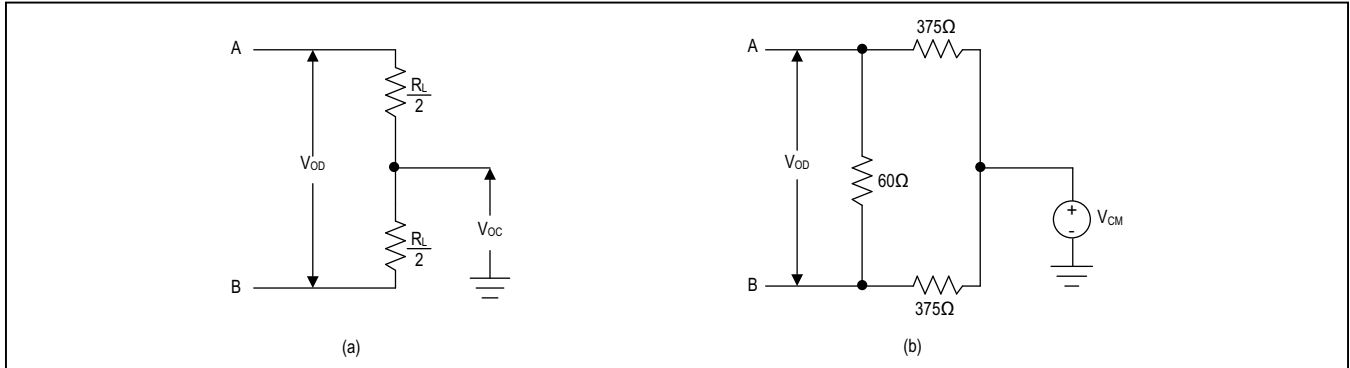 A
R_L
2
V_OD
V_OC
R_L
2
B
(a)
375Ω
A
V_OD
60Ω
V_CM
+
-
B
375Ω
(b)